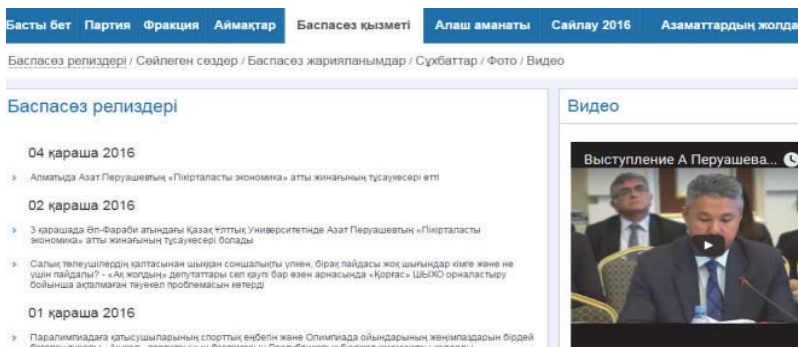 Басты бет Партия Фракция Аймақтар Баспасөз қызметі Алаш аманаты Сайлау 2016 Азаматтардың жолда
Баспасөз релиздері / Сөйлеген сөздер / Баспасөз жарияланымдар / Сұхбаттар / Фото / Видео
Баспасөз релиздері
04 қараша 2016
Алматыда Азат Перуашевтың «Пікірталасты экономика» атты жинағының тұсаукесері өтті
02 қараша 2016
3 қарашада Әл-Фараби атындағы Қазақ Ұлттық Университетінде Азат Перуашевтың «Пікірталасты
экономика» атты жинағының тұсаукесері болады
Салық төлеушілердің қалтасынан шыққан соншалықты үлкен, бірақ пайдасы жоқ шығындар кімге және не
үшін пайдалы? - «Ақ жолдың» депутаттары сел қаупі бар өзен арнасында «Қорғас» ШЫХО орналастыру
бойынша ақталмаған тәуекел проблемасын көтерді
01 қараша 2016
Паралимпиадаға қатысушыларының спорттық еңбегін және Олимпиада ойындарының жеңімпаздарын бірдей
Видео
Выступление А Перуашева...